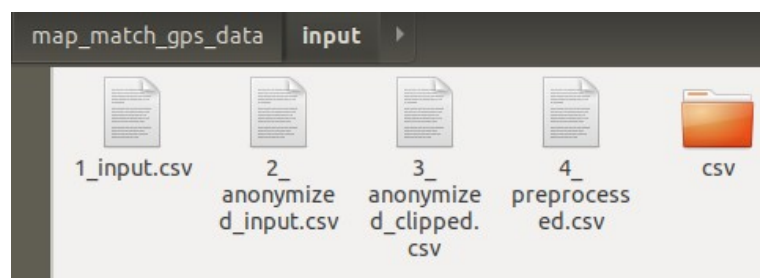 map_match_gps_data input
1_input.csv
2_
anonymize
d_input.csv
3_
anonymize
d_clipped.
csv
4_
preprocess
ed.csv
csv